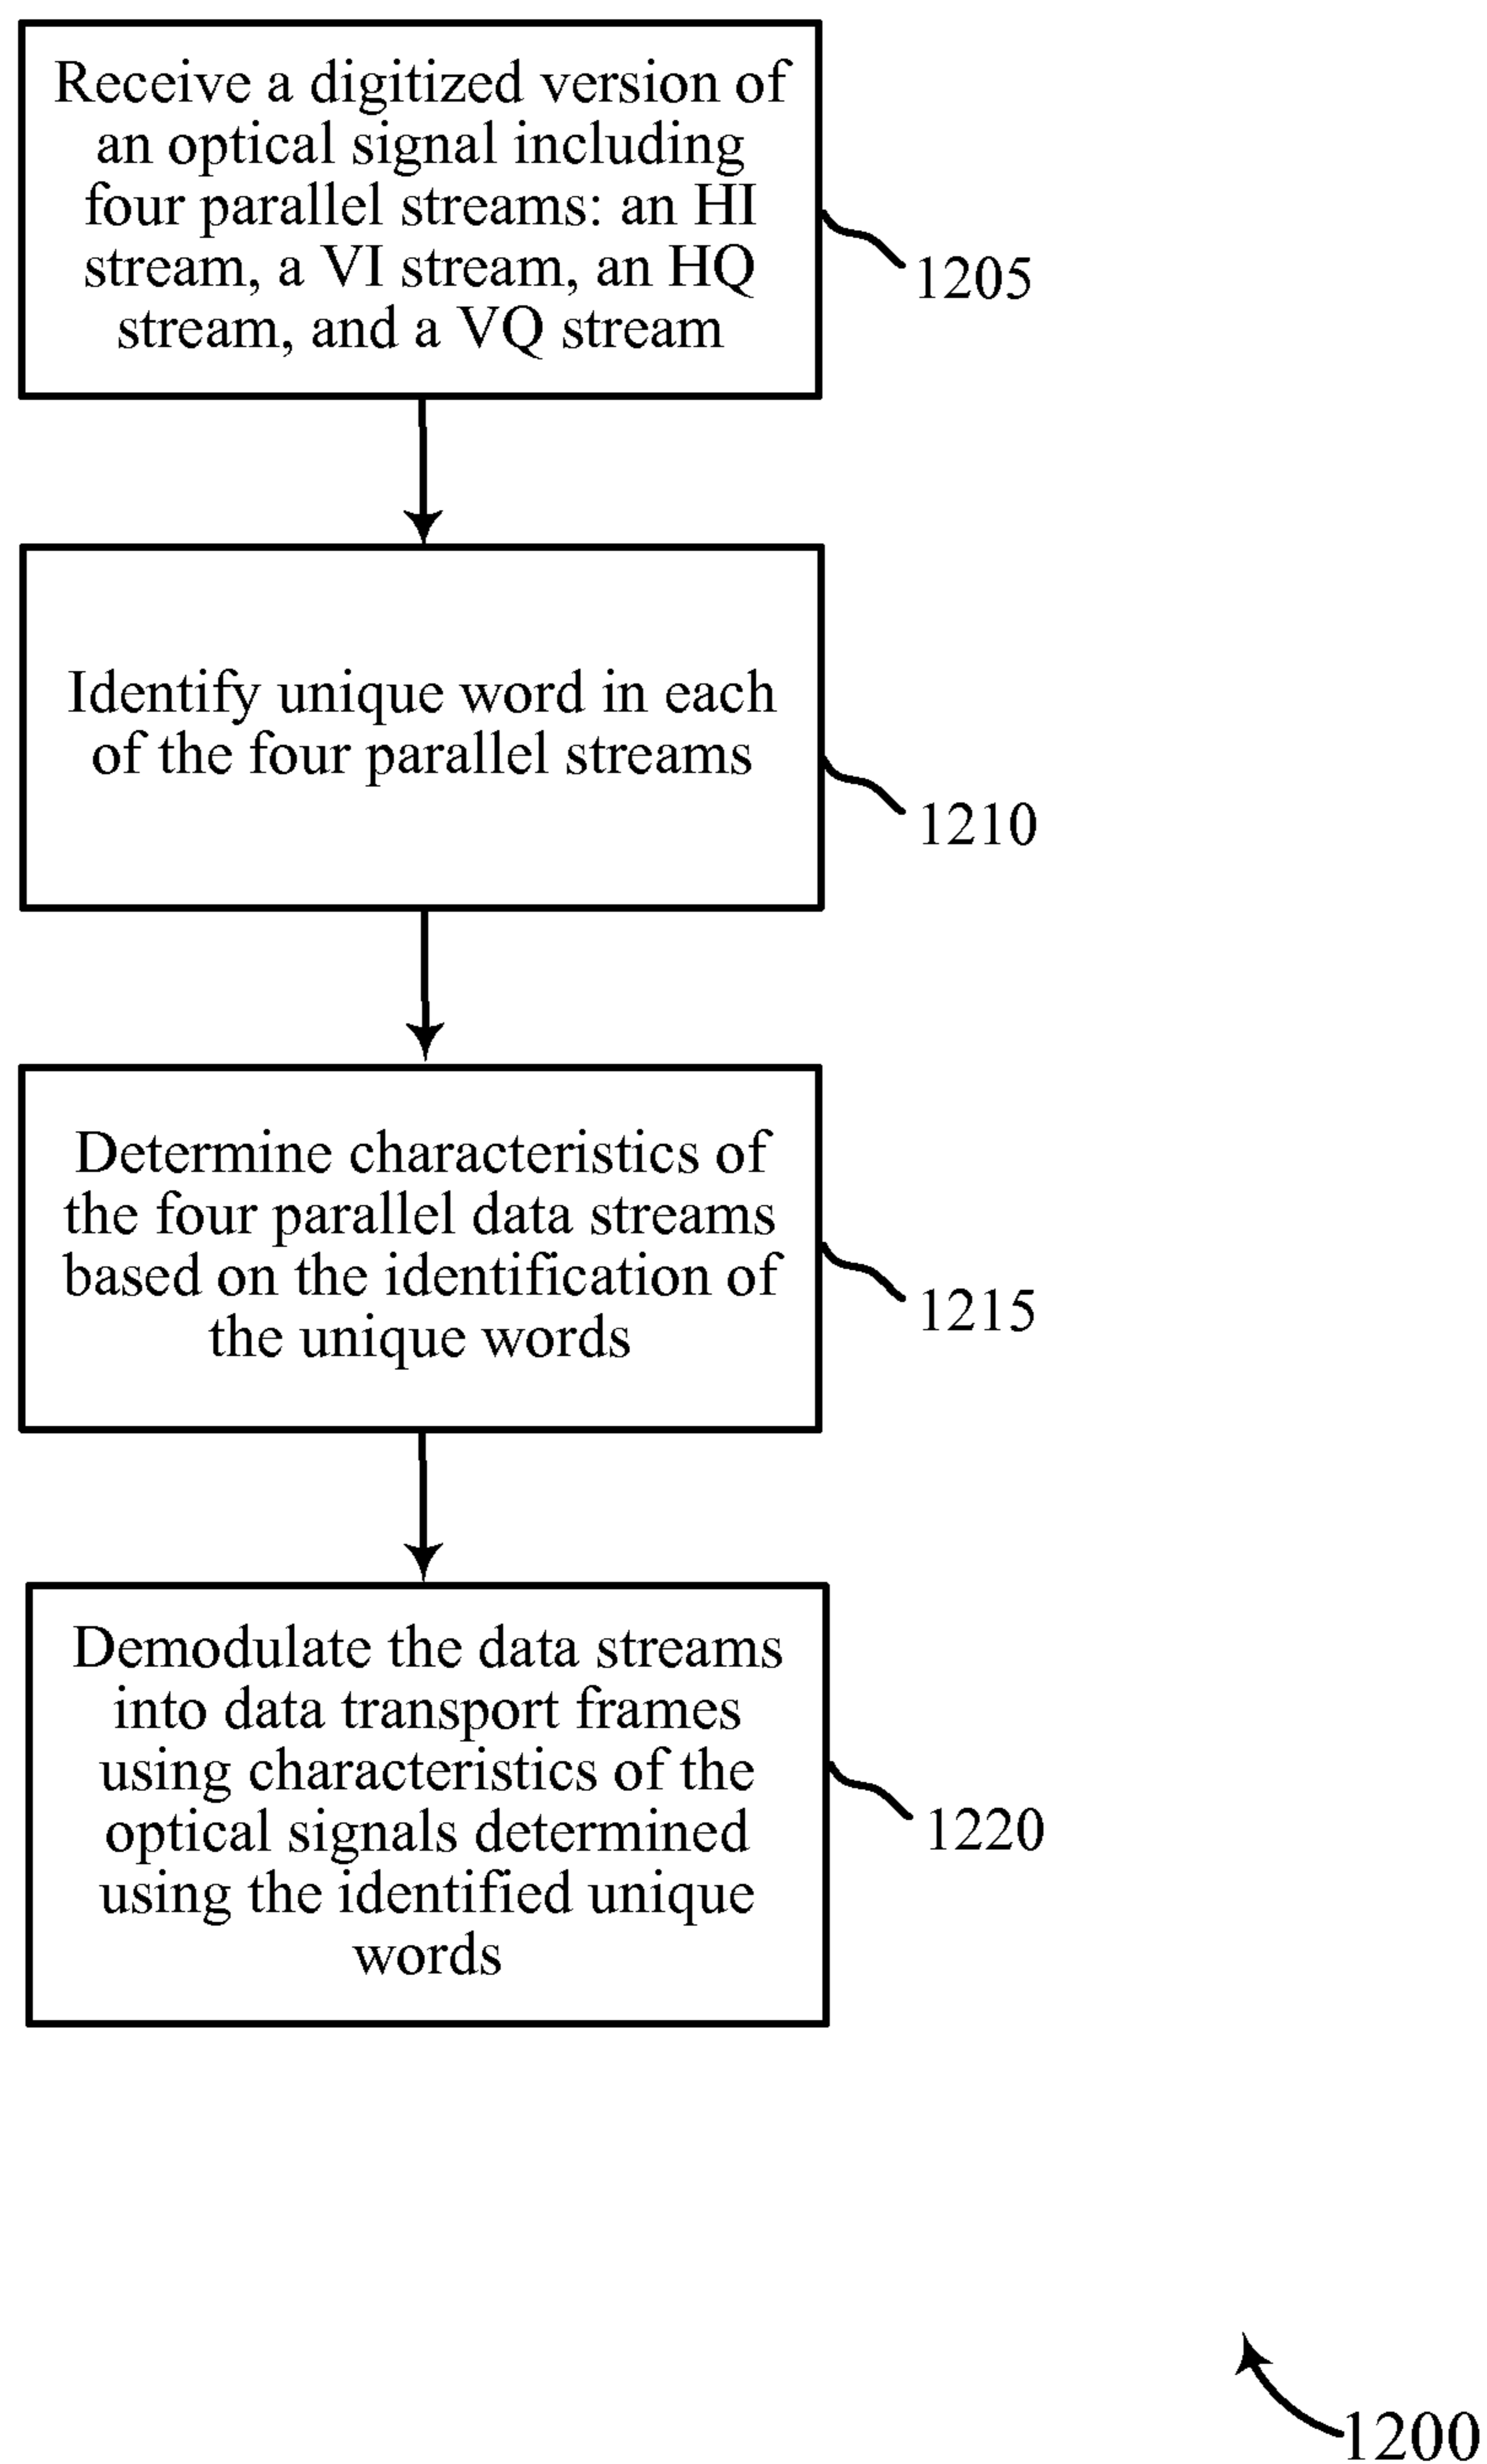 Receive a digitized version of
an optical signal including
four parallel streams: an HI
stream, a VI stream, an HQ
stream, and a VQ stream
1205
Identify unique word in each
of the four parallel streams
1210
Determine characteristics of
the four parallel data streams
based on the identification of
the unique words
1215
Demodulate the data streams
into data transport frames
using characteristics of the
optical signals determined
using the identified unique
words
1220
1200